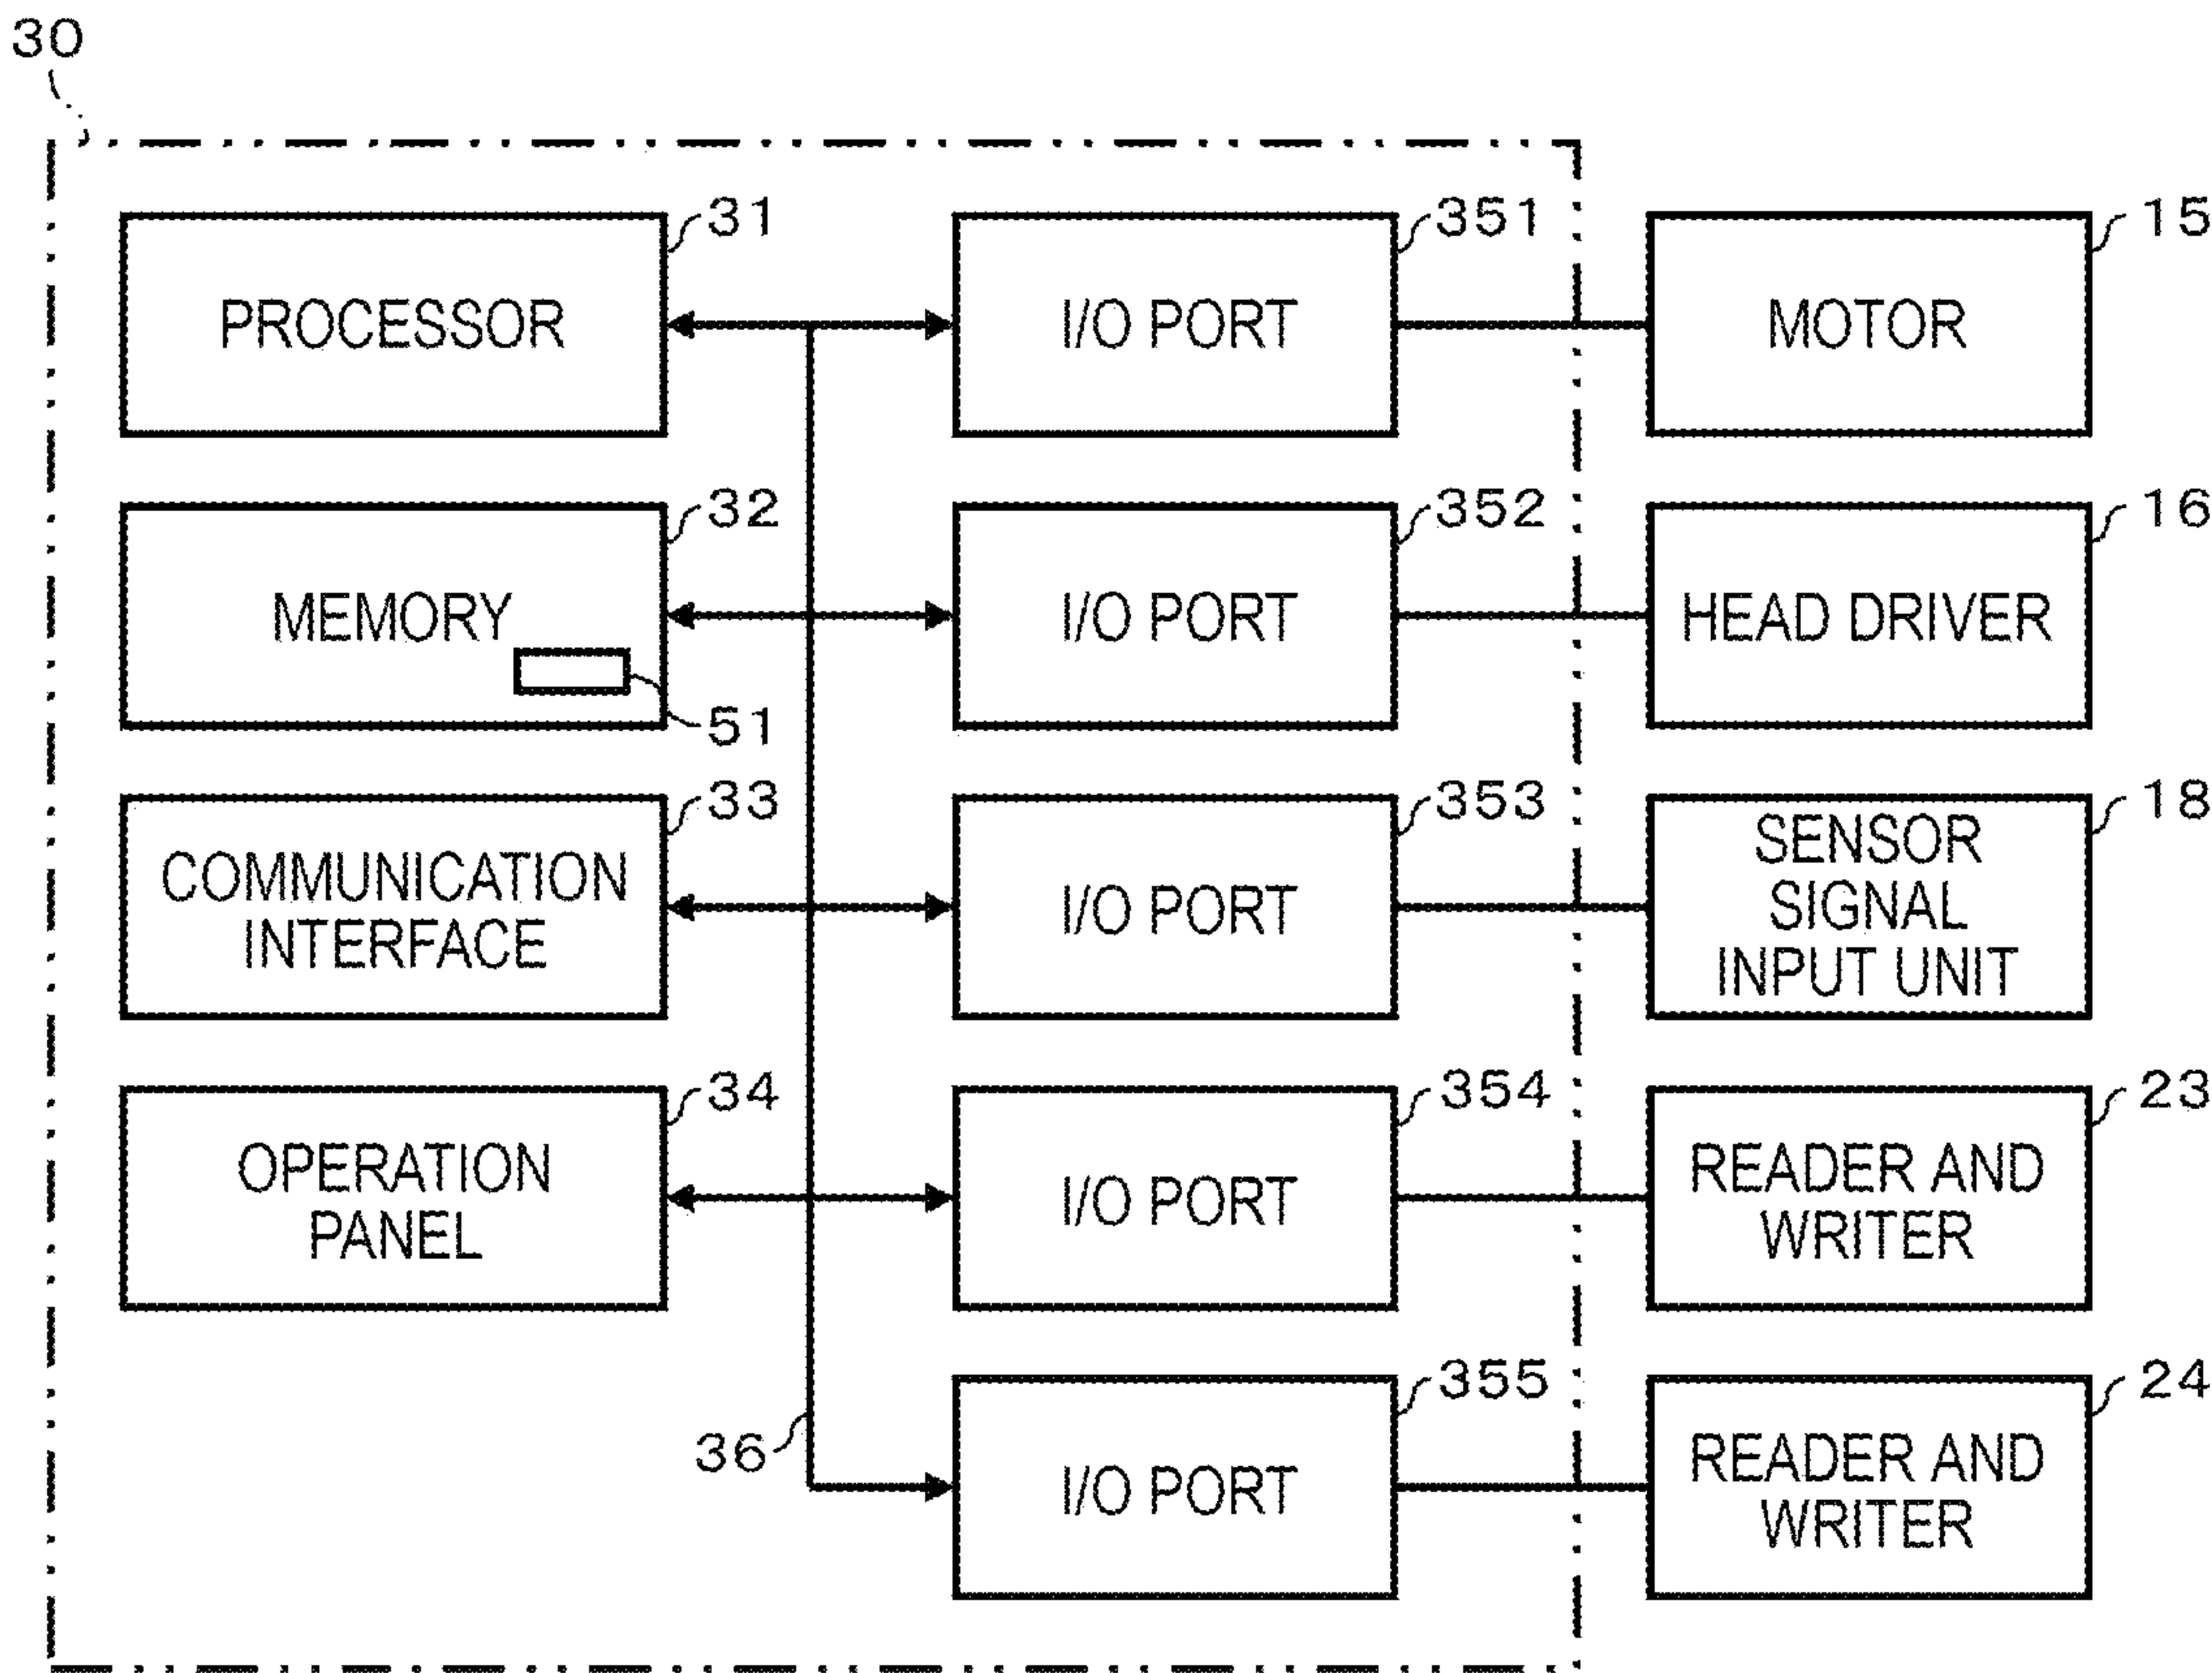 30
31
351
15
PROCESSOR
I/O PORT
MOTOR
32
352
16
MEMORY
I/O PORT
HEAD DRIVER
51
33
353
18
COMMUNICATION
INTERFACE
I/O PORT
SENSOR
SIGNAL
INPUT UNIT
34
354
23
OPERATION
PANEL
I/O PORT
READER AND
WRITER
355
24
36
I/O PORT
READER AND
WRITER